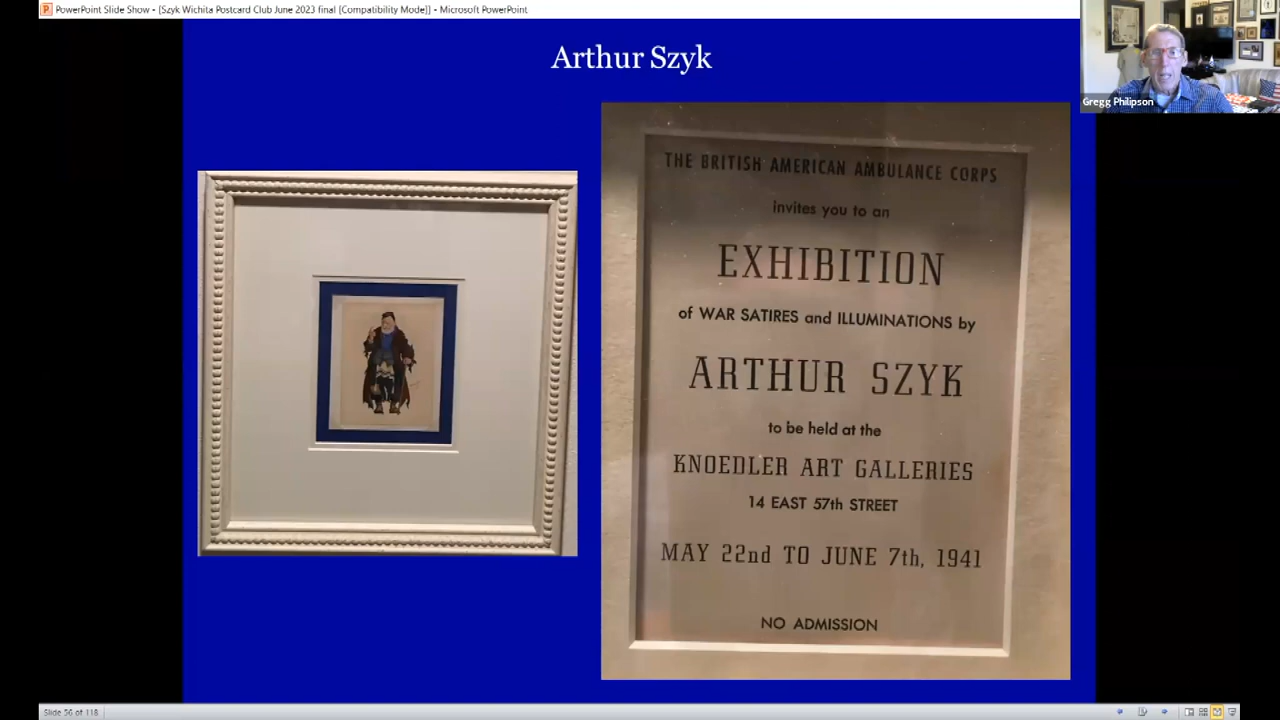 PowerPoint Slide Show - [Szyk Wichita Postcard Club June 2023 final [Compatibility Mode]] - Microsoft PowerPoint
Arthur Szyk
Gregg Philipson
THE BRITISH AMERICAN AMBULANCE CORPS
invites you to an
EXHIBITION
of WAR SATIRES and ILLUMINATIONS by
ARTHUR SZYK
to be held at the
KNOEDLER ART GALLERIES
14 EAST 57th STREET
MAY 22nd TO JUNE 7th, 1941
NO ADMISSION
Slide 56 of 118